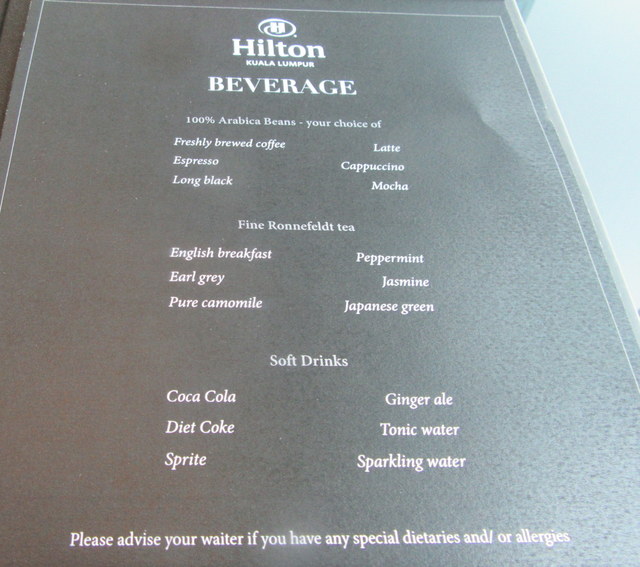 Hilton
KUALA LUMPUR
BEVERAGE
100% Arabica Beans - your choice of
Freshly brewed coffee Latte
Espresso Cappuccino
Long black Mocha
Fine Ronnefeldt tea
English breakfast Peppermint
Earl grey Jasmine
Pure camomile Japanese green
Soft Drinks
Coca Cola Ginger ale
Diet Coke Tonic water
Sprite Sparkling water
Please advise your waiter if you have any special dietaries and/ or allergies